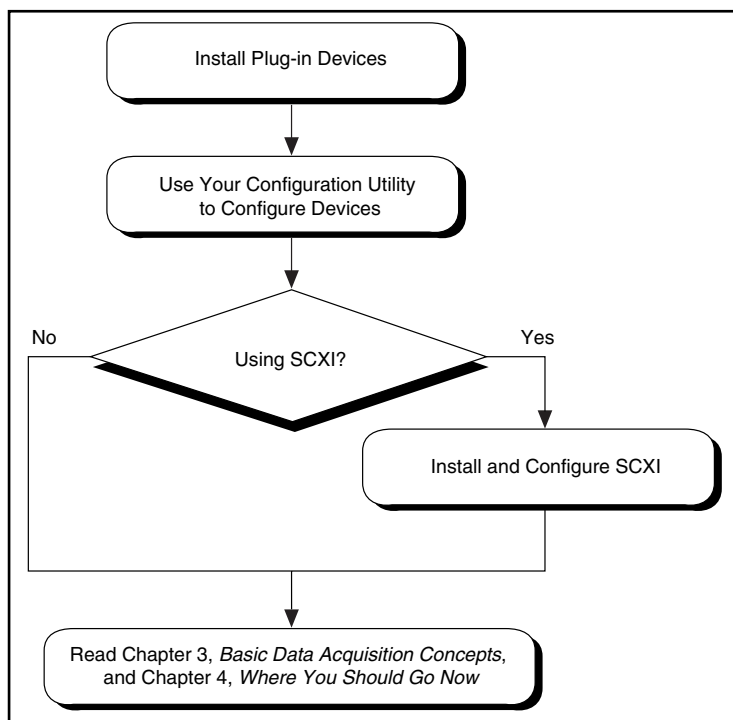 Install Plug-in Devices
Use Your Configuration Utility
to Configure Devices
No
Yes
Using SCXI?
Install and Configure SCXI
Read Chapter 3, Basic Data Acquisition Concepts,
and Chapter 4, Where You Should Go Now